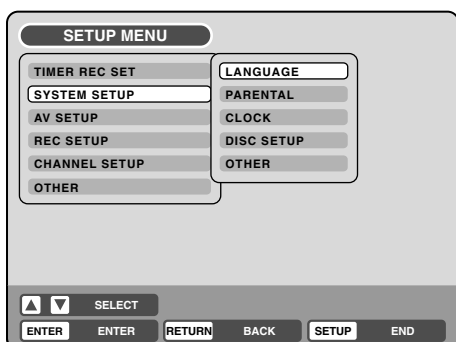 SETUP MENU
TIMER REC SET
SYSTEM SETUP
AV SETUP
REC SETUP
CHANNEL SETUP
OTHER
LANGUAGE
PARENTAL
CLOCK
DISC SETUP
OTHER
▲ ▼ SELECT
ENTER ENTER RETURN BACK SETUP END